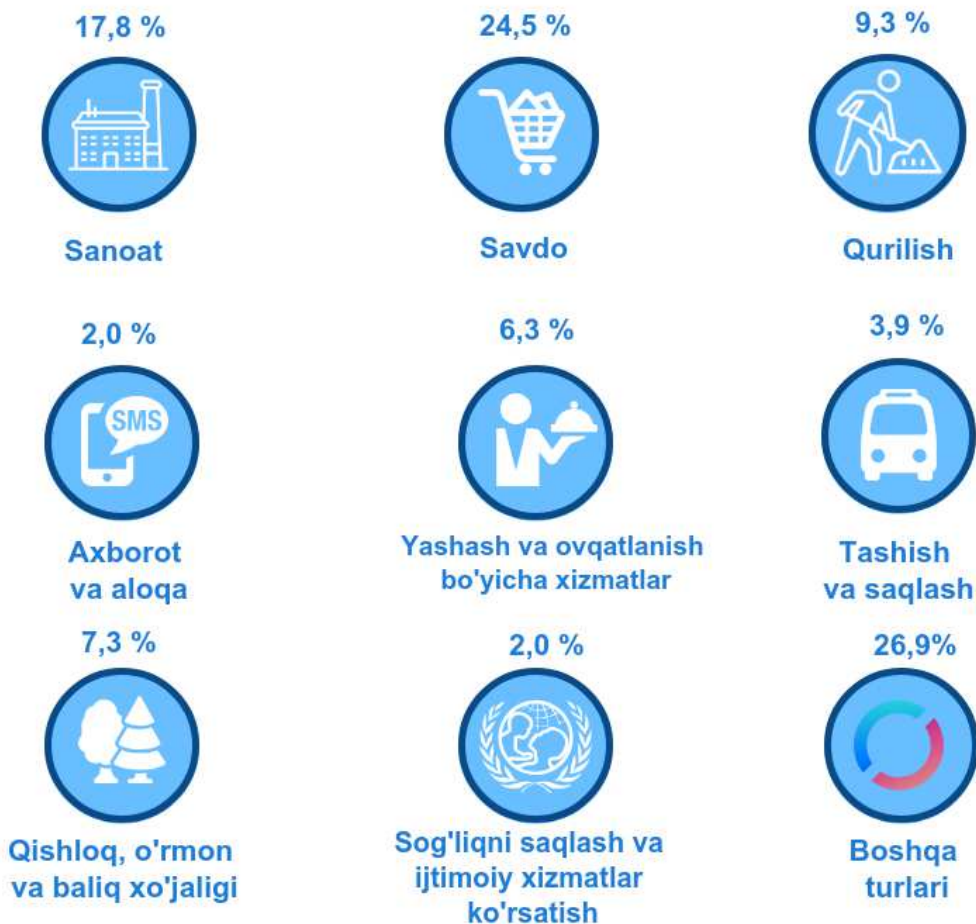 17,8 %
Sanoat
24,5 %
Savdo
9,3 %
Qurilish
2,0 %
SMS
Axborot
va aloqa
6,3 %
Yashash va ovqatlanish
bo'yicha xizmatlar
3,9 %
Tashish
va saqlash
7,3 %
Qishloq, o'rmon
va baliq xo'jaligi
2,0 %
Sog'liqni saqlash va
ijtimoiy xizmatlar
ko'rsatish
26,9%
Boshqa
turlari